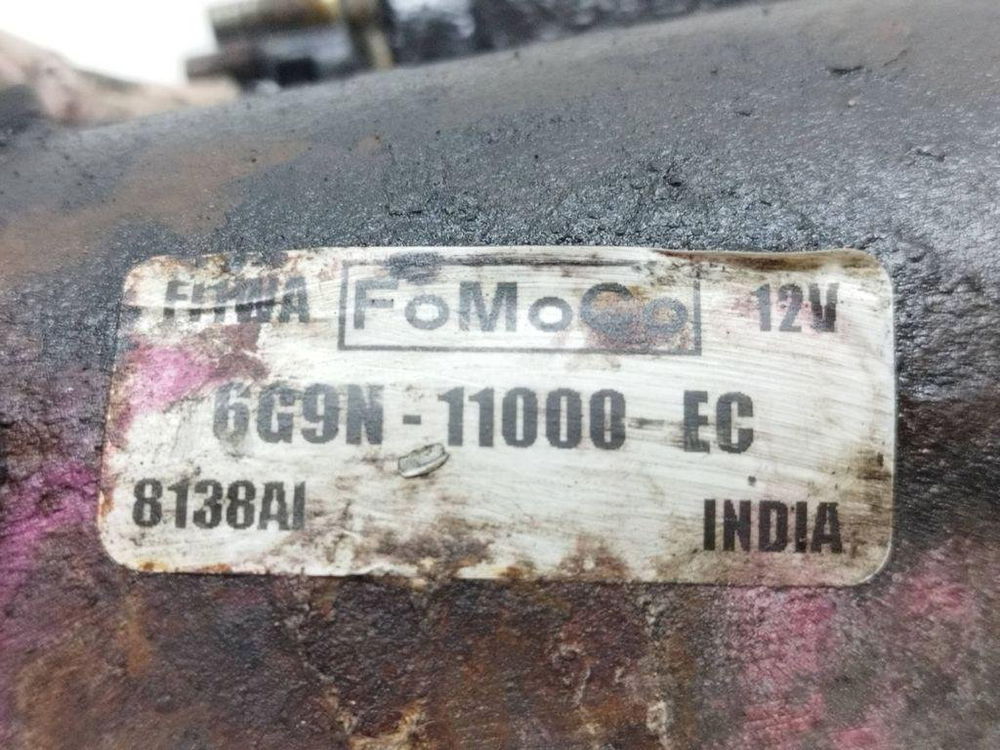 FoMoCo 12V
6G9N - 11000 - EC
8138AI
INDIA